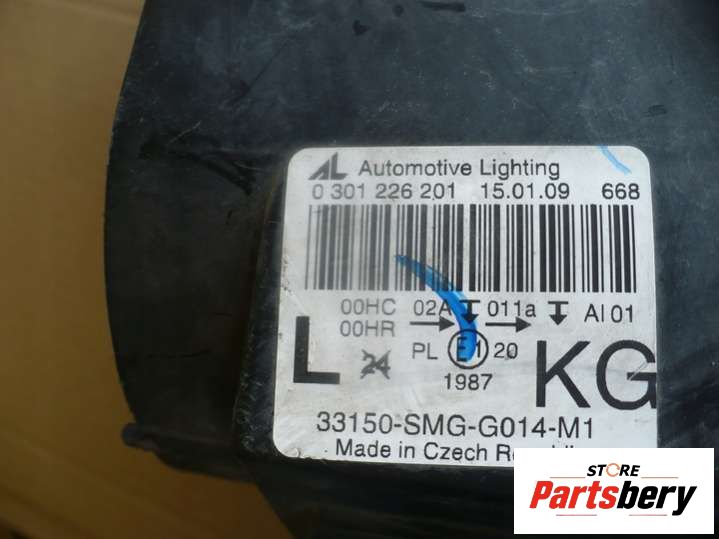 AL Automotive Lighting
0 301 226 201 15.01.09 668
00HC 02A 011a AI 01
00HR
PL E1 20
L 24 1987 KG
33150-SMG-G014-M1
Made in Czech
STORE
Partsbery